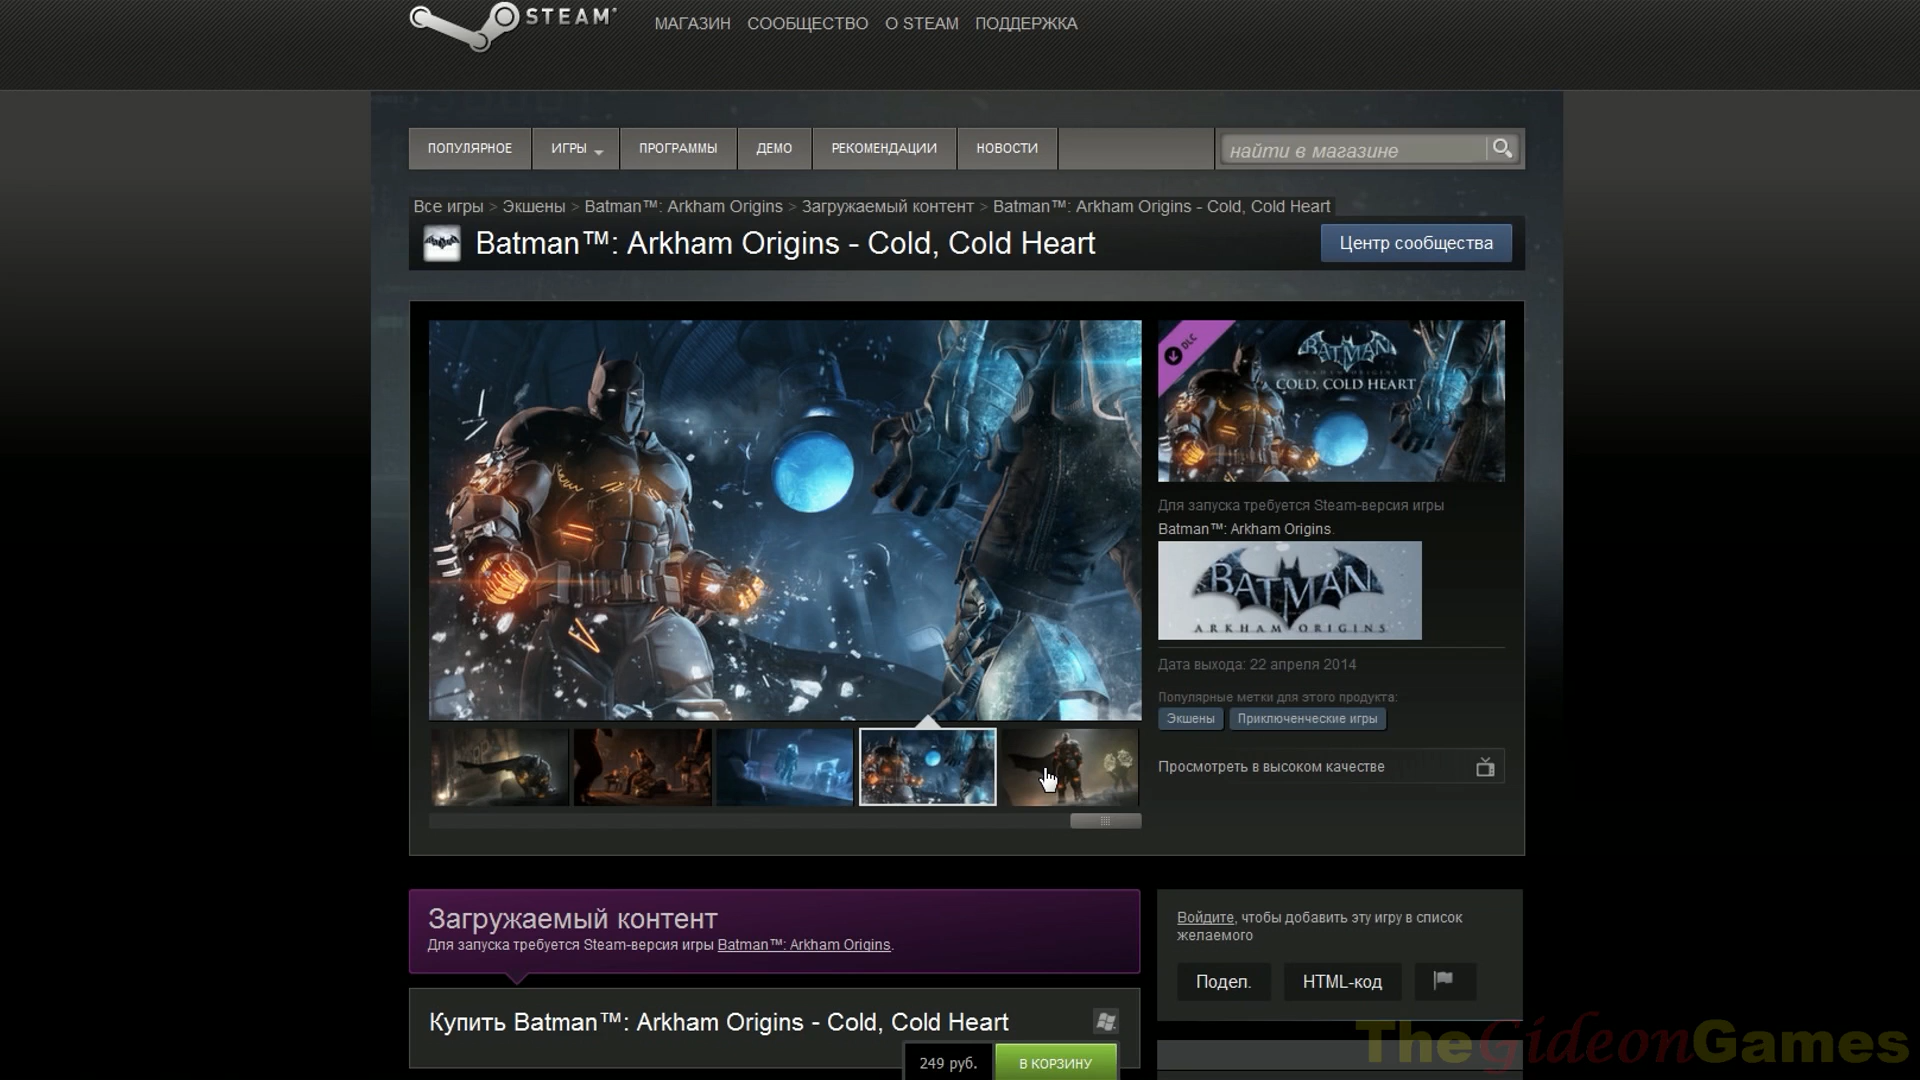 STEAM
МАГАЗИН СООБЩЕСТВО О STEAM ПОДДЕРЖКА
ПОПУЛЯРНОЕ ИГРЫ ПРОГРАММЫ ДЕМО РЕКОМЕНДАЦИИ НОВОСТИ найти в магазине
Все игры > Экшены > Batman™: Arkham Origins > Загружаемый контент > Batman™: Arkham Origins - Cold, Cold Heart
Batman™: Arkham Origins - Cold, Cold Heart
Центр сообщества
DLC
BATMAN
ARKHAM ORIGINS
COLD, COLD HEART
Для запуска требуется Steam-версия игры
Batman™: Arkham Origins.
BATMAN
ARKHAM ORIGINS
Дата выхода: 22 апреля 2014
Популярные метки для этого продукта:
Экшены Приключенческие игры
Просмотреть в высоком качестве
Загружаемый контент
Для запуска требуется Steam-версия игры Batman™: Arkham Origins.
Купить Batman™: Arkham Origins - Cold, Cold Heart
249 руб. В КОРЗИНУ
Войдите, чтобы добавить эту игру в список
желаемого
Подел. HTML-код
TheGideonGames